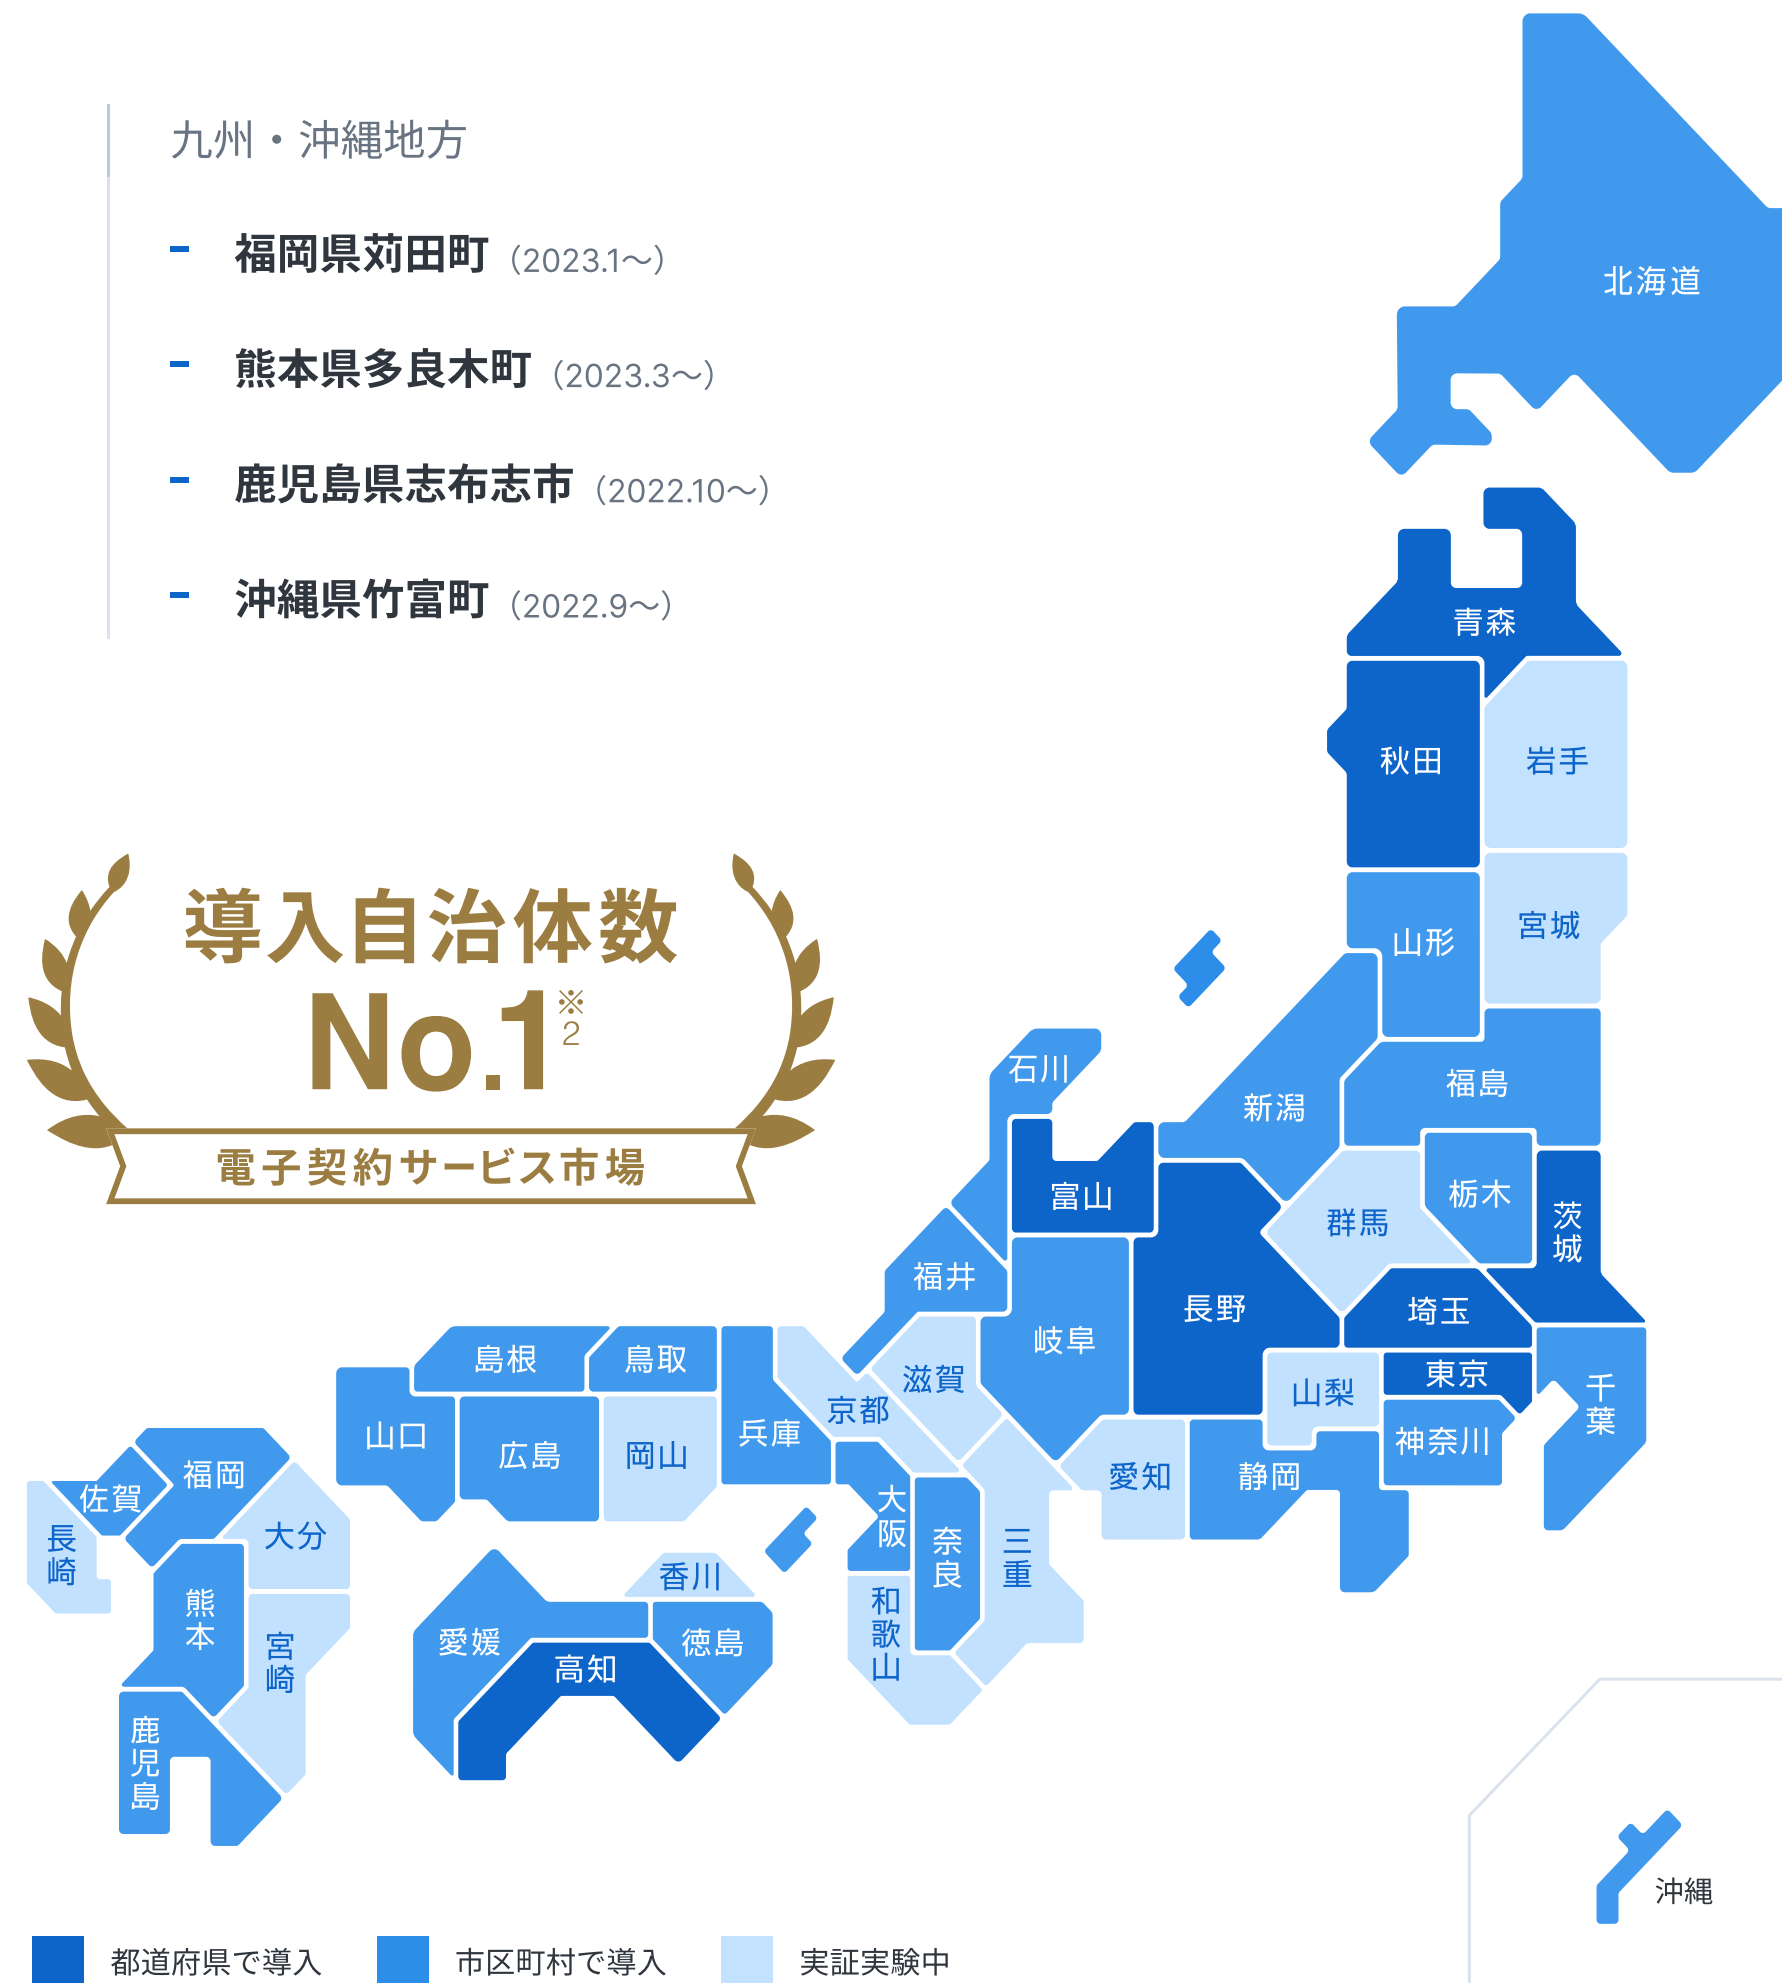 九州・沖縄地方
福岡県苅田町（2023.1〜）
熊本県多良木町（2023.3〜）
鹿児島県志布志市（2022.10〜）
沖縄県竹富町（2022.9〜）
導入自治体数
No.1※2
電子契約サービス市場
北海道
青森
秋田
岩手
山形
宮城
福島
新潟
石川
富山
栃木
群馬
茨城
福井
長野
埼玉
岐阜
東京
千葉
山梨
神奈川
滋賀
京都
島根
鳥取
兵庫
山口
広島
岡山
愛知
静岡
大阪
奈良
三重
和歌山
福岡
佐賀
長崎
大分
熊本
宮崎
鹿児島
香川
愛媛
徳島
高知
沖縄
都道府県で導入
市区町村で導入
実証実験中